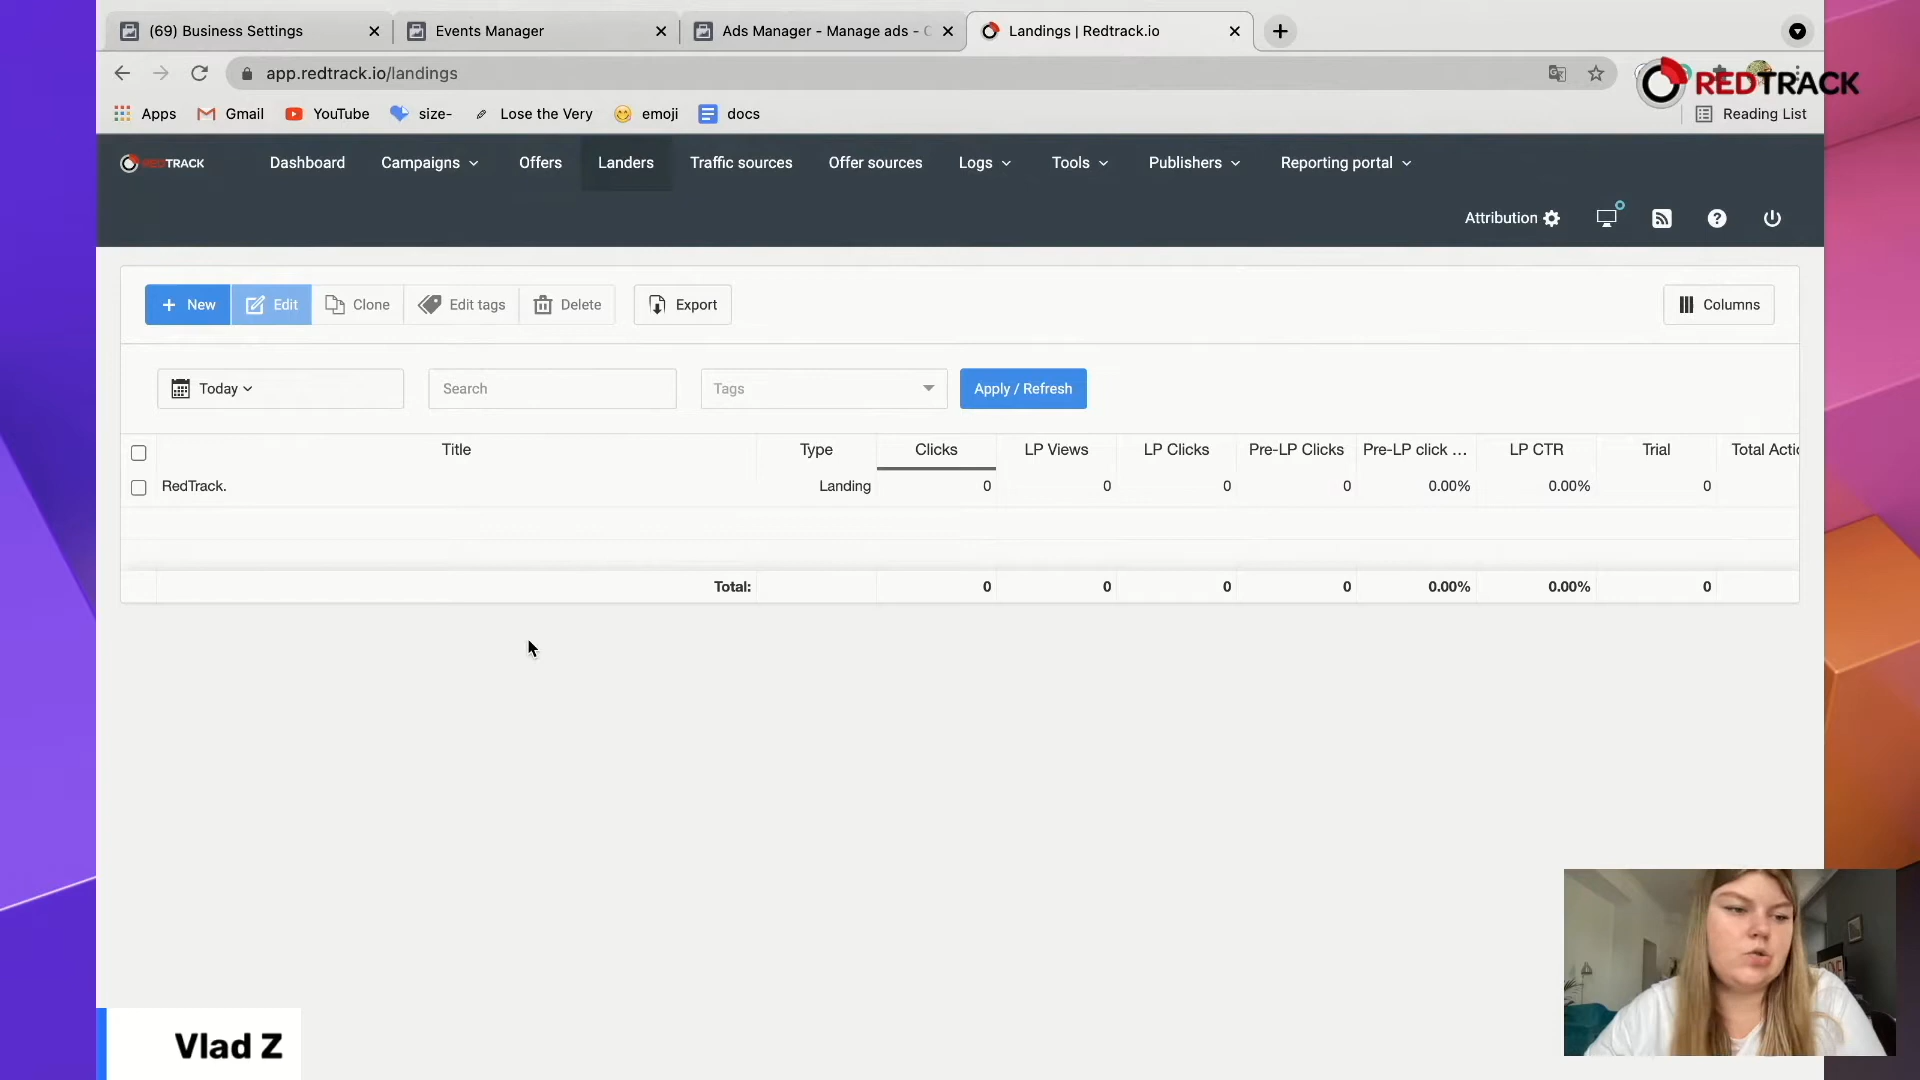 (69) Business Settings
Events Manager
Ads Manager - Manage ads - C
Landings | Redtrack.io
app.redtrack.io/landings
REDTRACK
Apps
Gmail
YouTube
size-
Lose the Very
emoji
docs
Reading List
REDTRACK
Dashboard
Campaigns
Offers
Landers
Traffic sources
Offer sources
Logs
Tools
Publishers
Reporting portal
Attribution
+ New
Edit
Clone
Edit tags
Delete
Export
Columns
Today
Search
Tags
Apply / Refresh
Title Type Clicks LP Views LP Clicks Pre-LP Clicks Pre-LP click ... LP CTR Trial Total Actio
RedTrack. Landing 0 0 0 0 0.00% 0.00% 0
Total: 0 0 0 0 0.00% 0.00% 0
Vlad Z